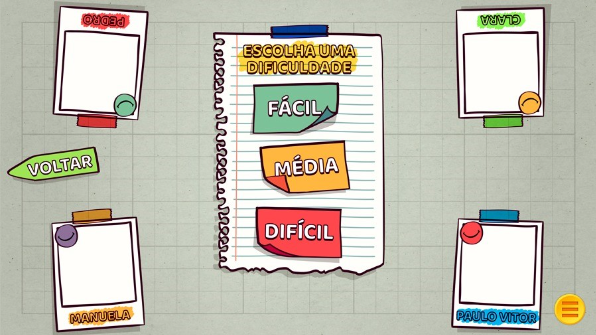 PEDRO
CLARA
ESCOLHA UMA
DIFICULDADE
FÁCIL
VOLTAR
MÉDIA
DIFÍCIL
MANUELA
PAULO VITOR